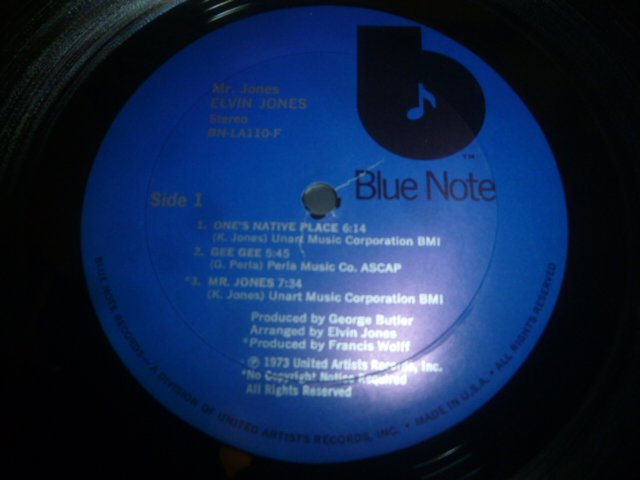 Mr. Jones
ELVIN JONES
Stereo
BN-LA110-F
b
TM
Blue Note
Side 1
1. ONE'S NATIVE PLACE 6:14
(K. Jones) Unart Music Corporation BMI
2. GEE GEE 5:45
(G. Perla) Perla Music Co. ASCAP
*3. MR. JONES 7:34
(K. Jones) Unart Music Corporation BMI
Produced by George Butler
Arranged by Elvin Jones
*Produced by Francis Wolff
℗ 1973 United Artists Records, Inc.
*No Copyright Notice Required
All Rights Reserved
BLUE NOTE RECORDS — A DIVISION OF UNITED ARTISTS RECORDS, INC. • MADE IN U.S.A. • ALL RIGHTS RESERVED